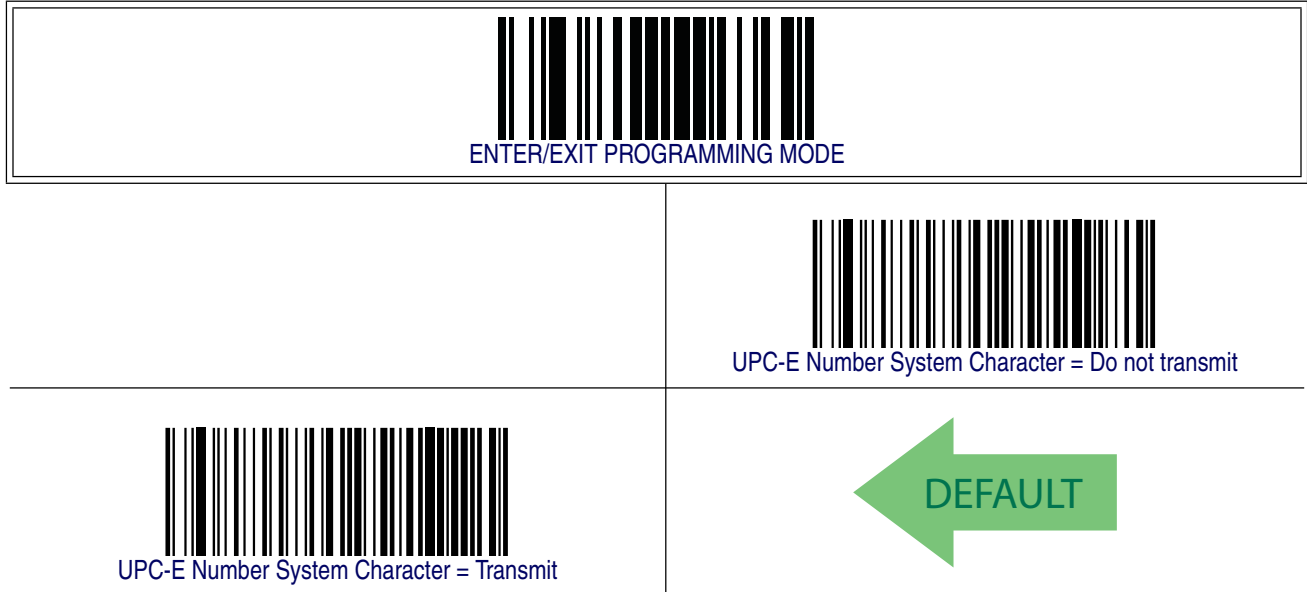 ENTER/EXIT PROGRAMMING MODE
UPC-E Number System Character = Do not transmit
UPC-E Number System Character = Transmit
DEFAULT